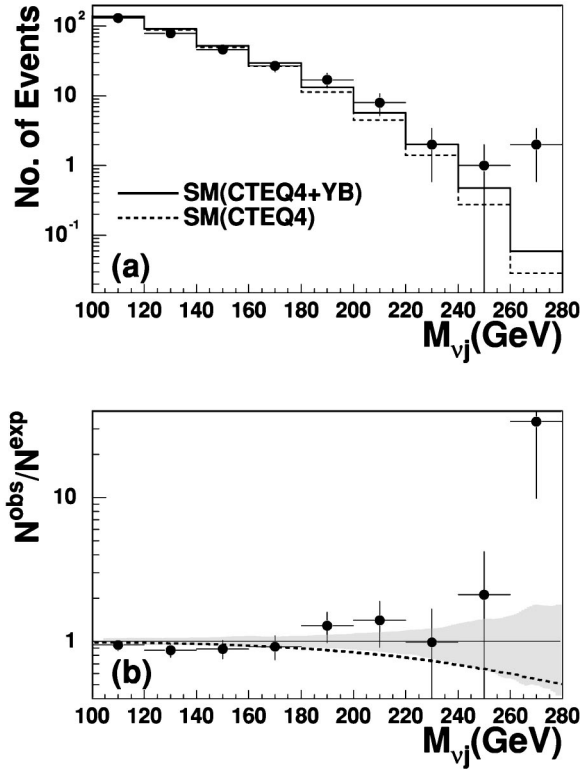 No. of Events
10²
10
1
10⁻¹
SM(CTEQ4+YB)
SM(CTEQ4)
(a)
100 120 140 160 180 200 220 240 260 280
Mνj(GeV)
N^obs/N^exp
10
1
(b)
100 120 140 160 180 200 220 240 260 280
Mνj(GeV)